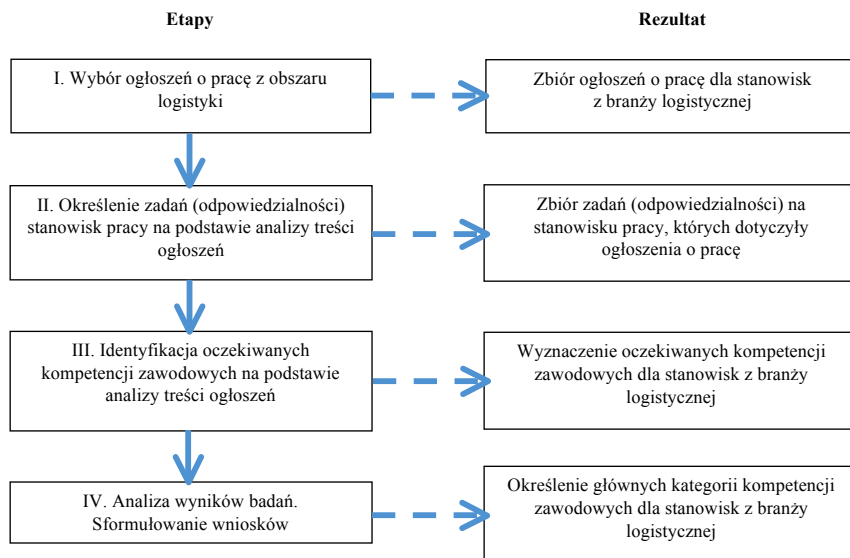 Etapy
Rezultat
I. Wybór ogłoszeń o pracę z obszaru
logistyki
Zbiór ogłoszeń o pracę dla stanowisk
z branży logistycznej
II. Określenie zadań (odpowiedzialności)
stanowisk pracy na podstawie analizy treści
ogłoszeń
Zbiór zadań (odpowiedzialności) na
stanowisku pracy, których dotyczyły
ogłoszenia o pracę
III. Identyfikacja oczekiwanych
kompetencji zawodowych na podstawie
analizy treści ogłoszeń
Wyznaczenie oczekiwanych kompetencji
zawodowych dla stanowisk z branży
logistycznej
IV. Analiza wyników badań.
Sformułowanie wniosków
Określenie głównych kategorii kompetencji
zawodowych dla stanowisk z branży
logistycznej